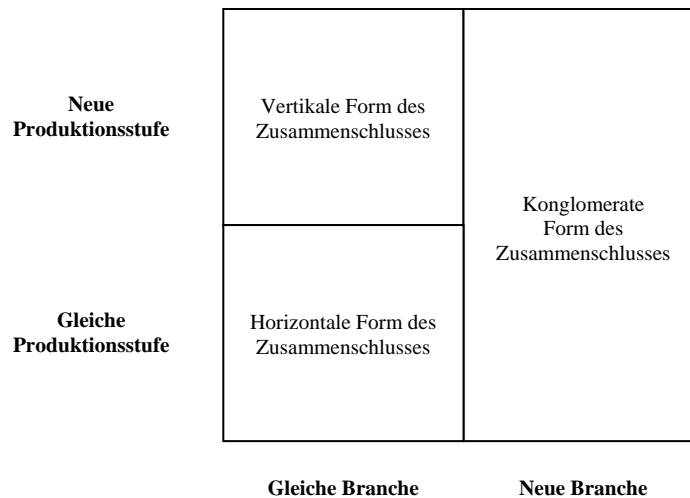 Neue
Produktionsstufe
Vertikale Form des
Zusammenschlusses
Konglomerate
Form des
Zusammenschlusses
Gleiche
Produktionsstufe
Horizontale Form des
Zusammenschlusses
Gleiche Branche
Neue Branche